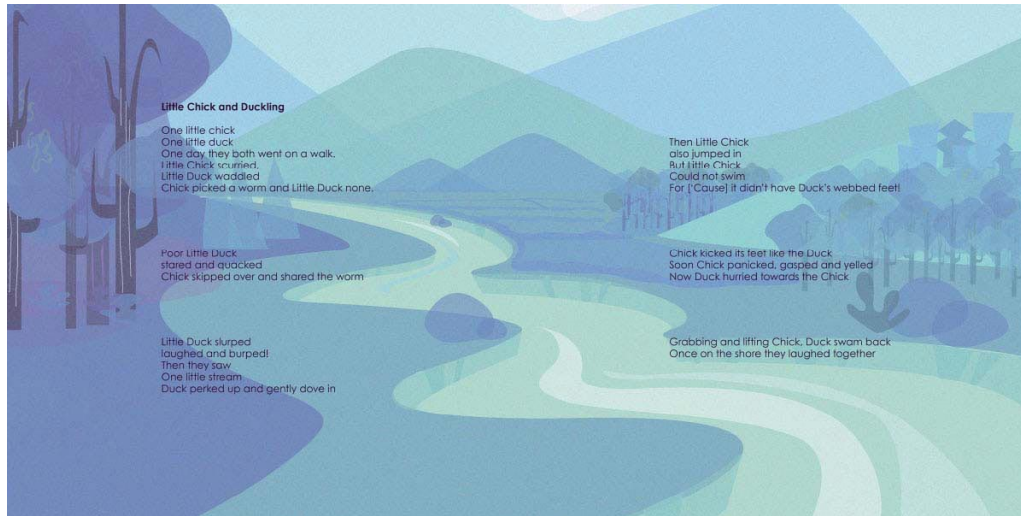 Little Chick and Duckling
One little chick
One little duck
One day they both went on a walk.
Little Chick scurried,
Little Duck waddled
Chick picked a worm and Little Duck none.
Poor Little Duck
stared and quacked
Chick skipped over and shared the worm
Little Duck slurped
laughed and burped!
Then they saw
One little stream
Duck perked up and gently dove in
Then Little Chick
also jumped in
But Little Chick
Could not swim
For ['Cause] it didn't have Duck's webbed feet!
Chick kicked its feet like the Duck
Soon Chick panicked, gasped and yelled
Now Duck hurried towards the Chick
Grabbing and lifting Chick, Duck swam back
Once on the shore they laughed together